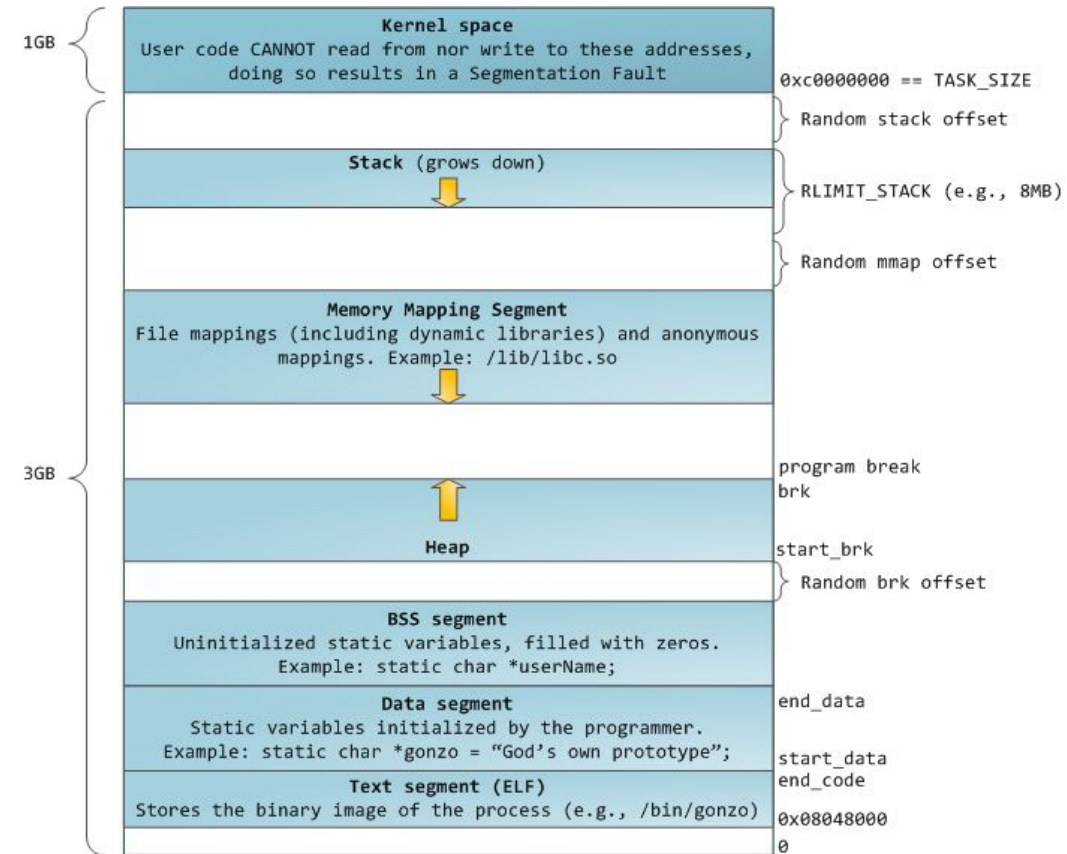 Kernel space
1GB
User code CANNOT read from nor write to these addresses,
doing so results in a Segmentation Fault
0xc0000000 == TASK_SIZE
Random stack offset
Stack (grows down)
RLIMIT_STACK (e.g., 8MB)
Random mmap offset
Memory Mapping Segment
File mappings (including dynamic libraries) and anonymous
mappings. Example: /lib/libc.so
3GB
program break
brk
Heap
start_brk
Random brk offset
BSS segment
Uninitialized static variables, filled with zeros.
Example: static char *userName;
Data segment
end_data
Static variables initialized by the programmer.
Example: static char *gonzo = “God’s own prototype”;
start_data
Text segment (ELF)
end_code
Stores the binary image of the process (e.g., /bin/gonzo)
0x08048000
0